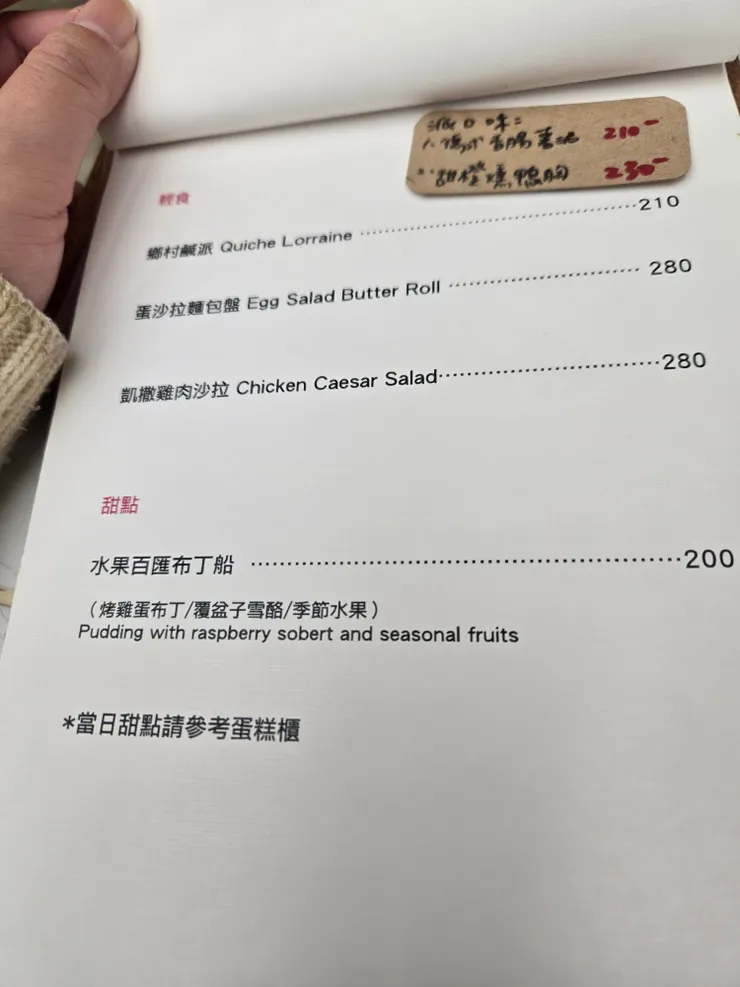 派口味:
1. 德式香腸薯泥 210-
2. 甜橙燻鴨胸 230-
輕食
鄉村鹹派 Quiche Lorraine ····························210
蛋沙拉麵包盤 Egg Salad Butter Roll ························ 280
凱撒雞肉沙拉 Chicken Caesar Salad····························280
甜點
水果百匯布丁船 ················································200
（烤雞蛋布丁/覆盆子雪酪/季節水果）
Pudding with raspberry sobert and seasonal fruits
*當日甜點請參考蛋糕櫃